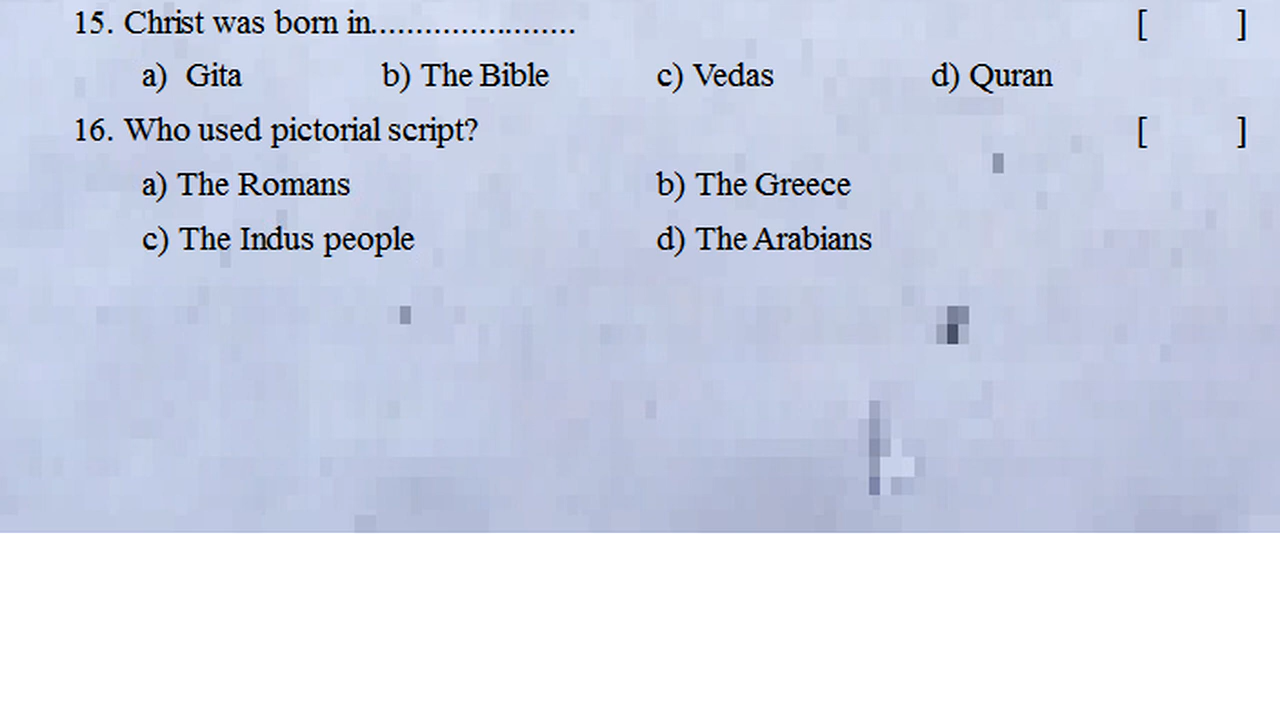 15. Christ was born in....................... [ ]
a) Gita b) The Bible c) Vedas d) Quran
16. Who used pictorial script? [ ]
a) The Romans b) The Greece
c) The Indus people d) The Arabians